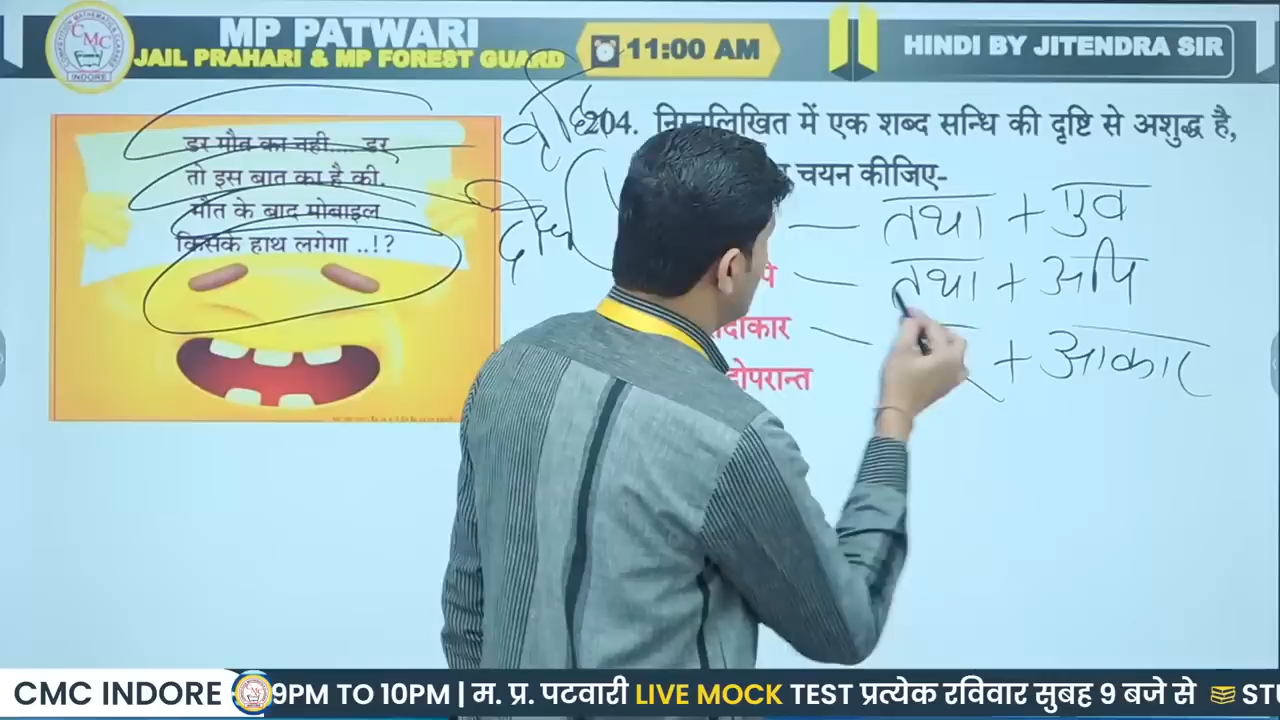 MP PATWARI
JAIL PRAHARI & MP FOREST GUARD
11:00 AM
HINDI BY JITENDRA SIR
CMC
INDORE
डर मौत का नही.... डर
तो इस बात का है की.
मौत के बाद मोबाइल
किसके हाथ लगेगा ..!?
वृद्धि
दीर्घ
204. निम्नलिखित में एक शब्द सन्धि की दृष्टि से अशुद्ध है,
चयन कीजिए-
— तथा + एव
— तथा + अपि
— + आकार
CMC INDORE 9PM TO 10PM | म. प्र. पटवारी LIVE MOCK TEST प्रत्येक रविवार सुबह 9 बजे से